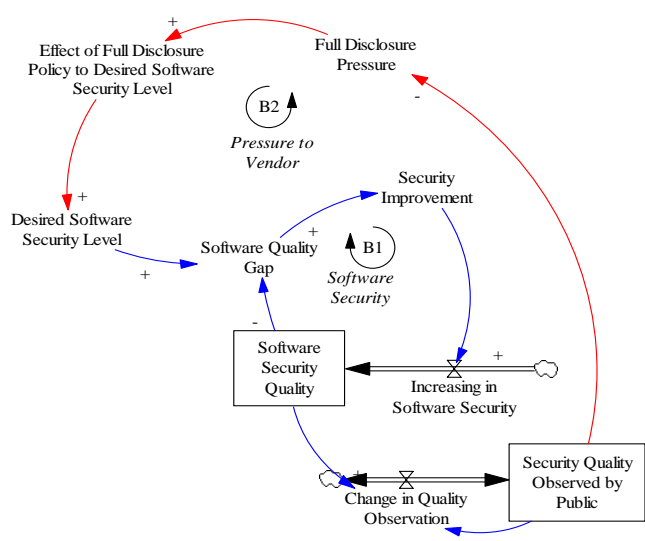 +
Full Disclosure
Pressure
Effect of Full Disclosure
Policy to Desired Software
Security Level
-
B2
Pressure to
Vendor
+
Desired Software
Security Level
+
Security
Improvement
+
Software Quality
Gap
B1
Software
Security
-
Software
Security
Quality
+
Increasing in
Software Security
+
Change in Quality
Observation
Security Quality
Observed by
Public